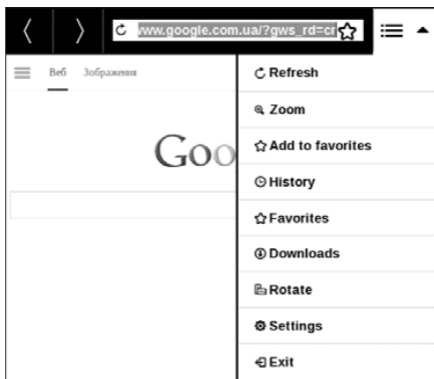 www.google.com.ua/?gws_rd=cr
Веб Зображення
Goo
Refresh
Zoom
Add to favorites
History
Favorites
Downloads
Rotate
Settings
Exit